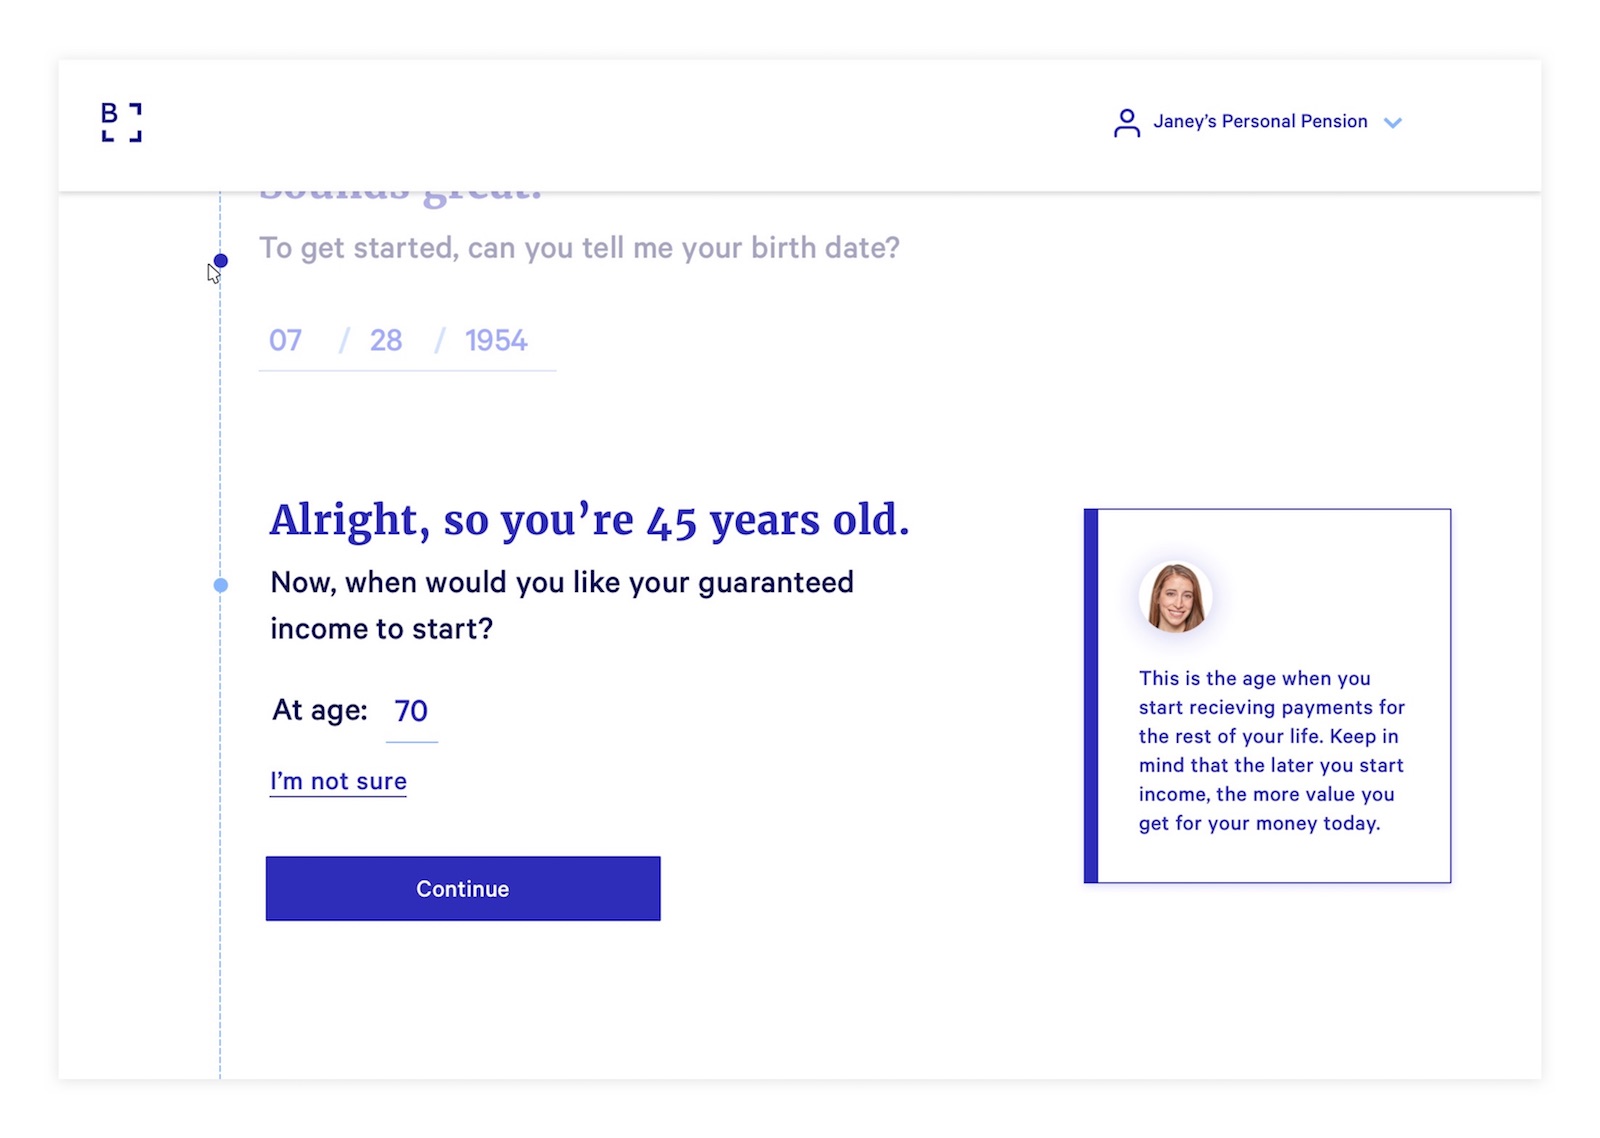 B
Janey’s Personal Pension
Sounds great!
To get started, can you tell me your birth date?
07 / 28 / 1954
Alright, so you’re 45 years old.
Now, when would you like your guaranteed
income to start?
At age: 70
I’m not sure
Continue
This is the age when you
start recieving payments for
the rest of your life. Keep in
mind that the later you start
income, the more value you
get for your money today.